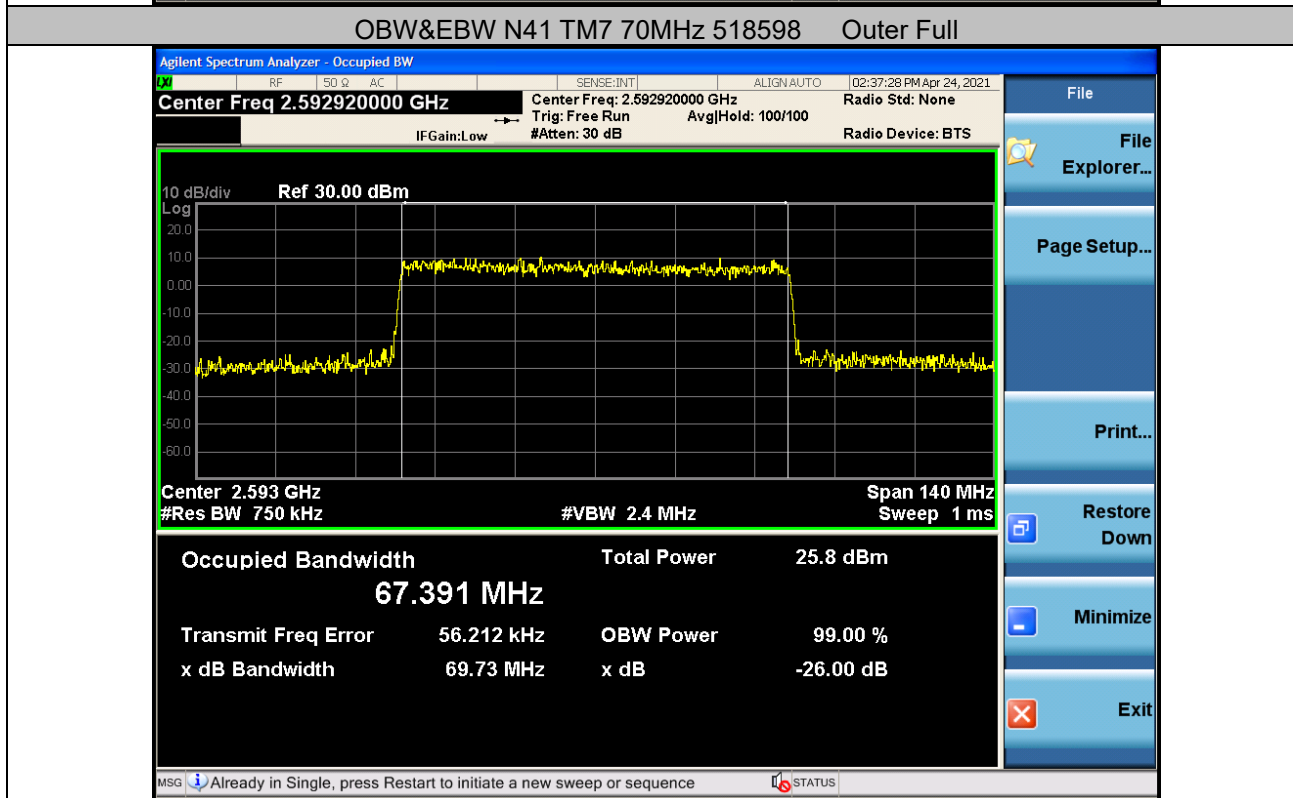 OBW&EBW N41 TM7 70MHz 518598 Outer Full
Agilent Spectrum Analyzer - Occupied BW
LXI RF 50 Ω AC SENSE:INT ALIGN AUTO 02:37:28 PM Apr 24, 2021
Center Freq 2.592920000 GHz Center Freq: 2.592920000 GHz Radio Std: None
Trig: Free Run Avg|Hold: 100/100
IFGain:Low #Atten: 30 dB Radio Device: BTS
10 dB/div Ref 30.00 dBm
Log
20.0
10.0
0.00
-10.0
-20.0
-30.0
-40.0
-50.0
-60.0
Center 2.593 GHz Span 140 MHz
#Res BW 750 kHz #VBW 2.4 MHz Sweep 1 ms
Occupied Bandwidth Total Power 25.8 dBm
67.391 MHz
Transmit Freq Error 56.212 kHz OBW Power 99.00 %
x dB Bandwidth 69.73 MHz x dB -26.00 dB
MSG Already in Single, press Restart to initiate a new sweep or sequence STATUS
File
File
Explorer...
Page Setup...
Print...
Restore
Down
Minimize
Exit